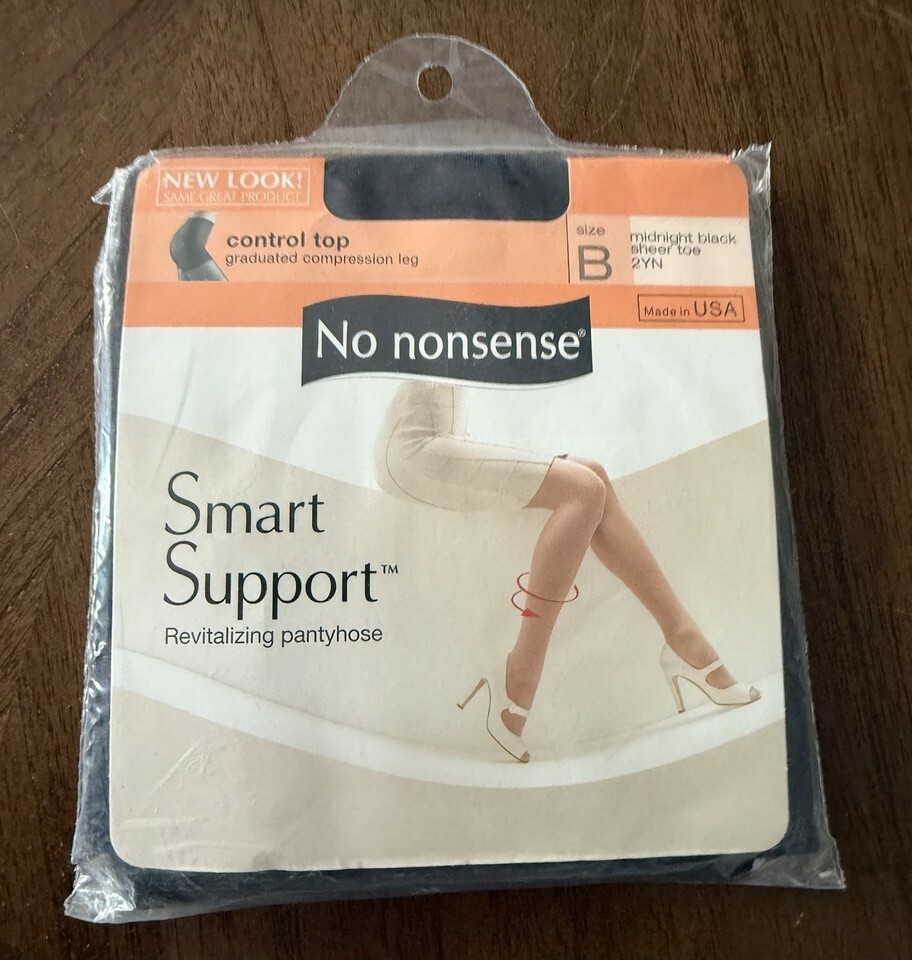 NEW LOOK!
SAME GREAT PRODUCT
control top
graduated compression leg
size
B
midnight black
sheer toe
2YN
Made in USA
No nonsense®
Smart
Support™
Revitalizing pantyhose